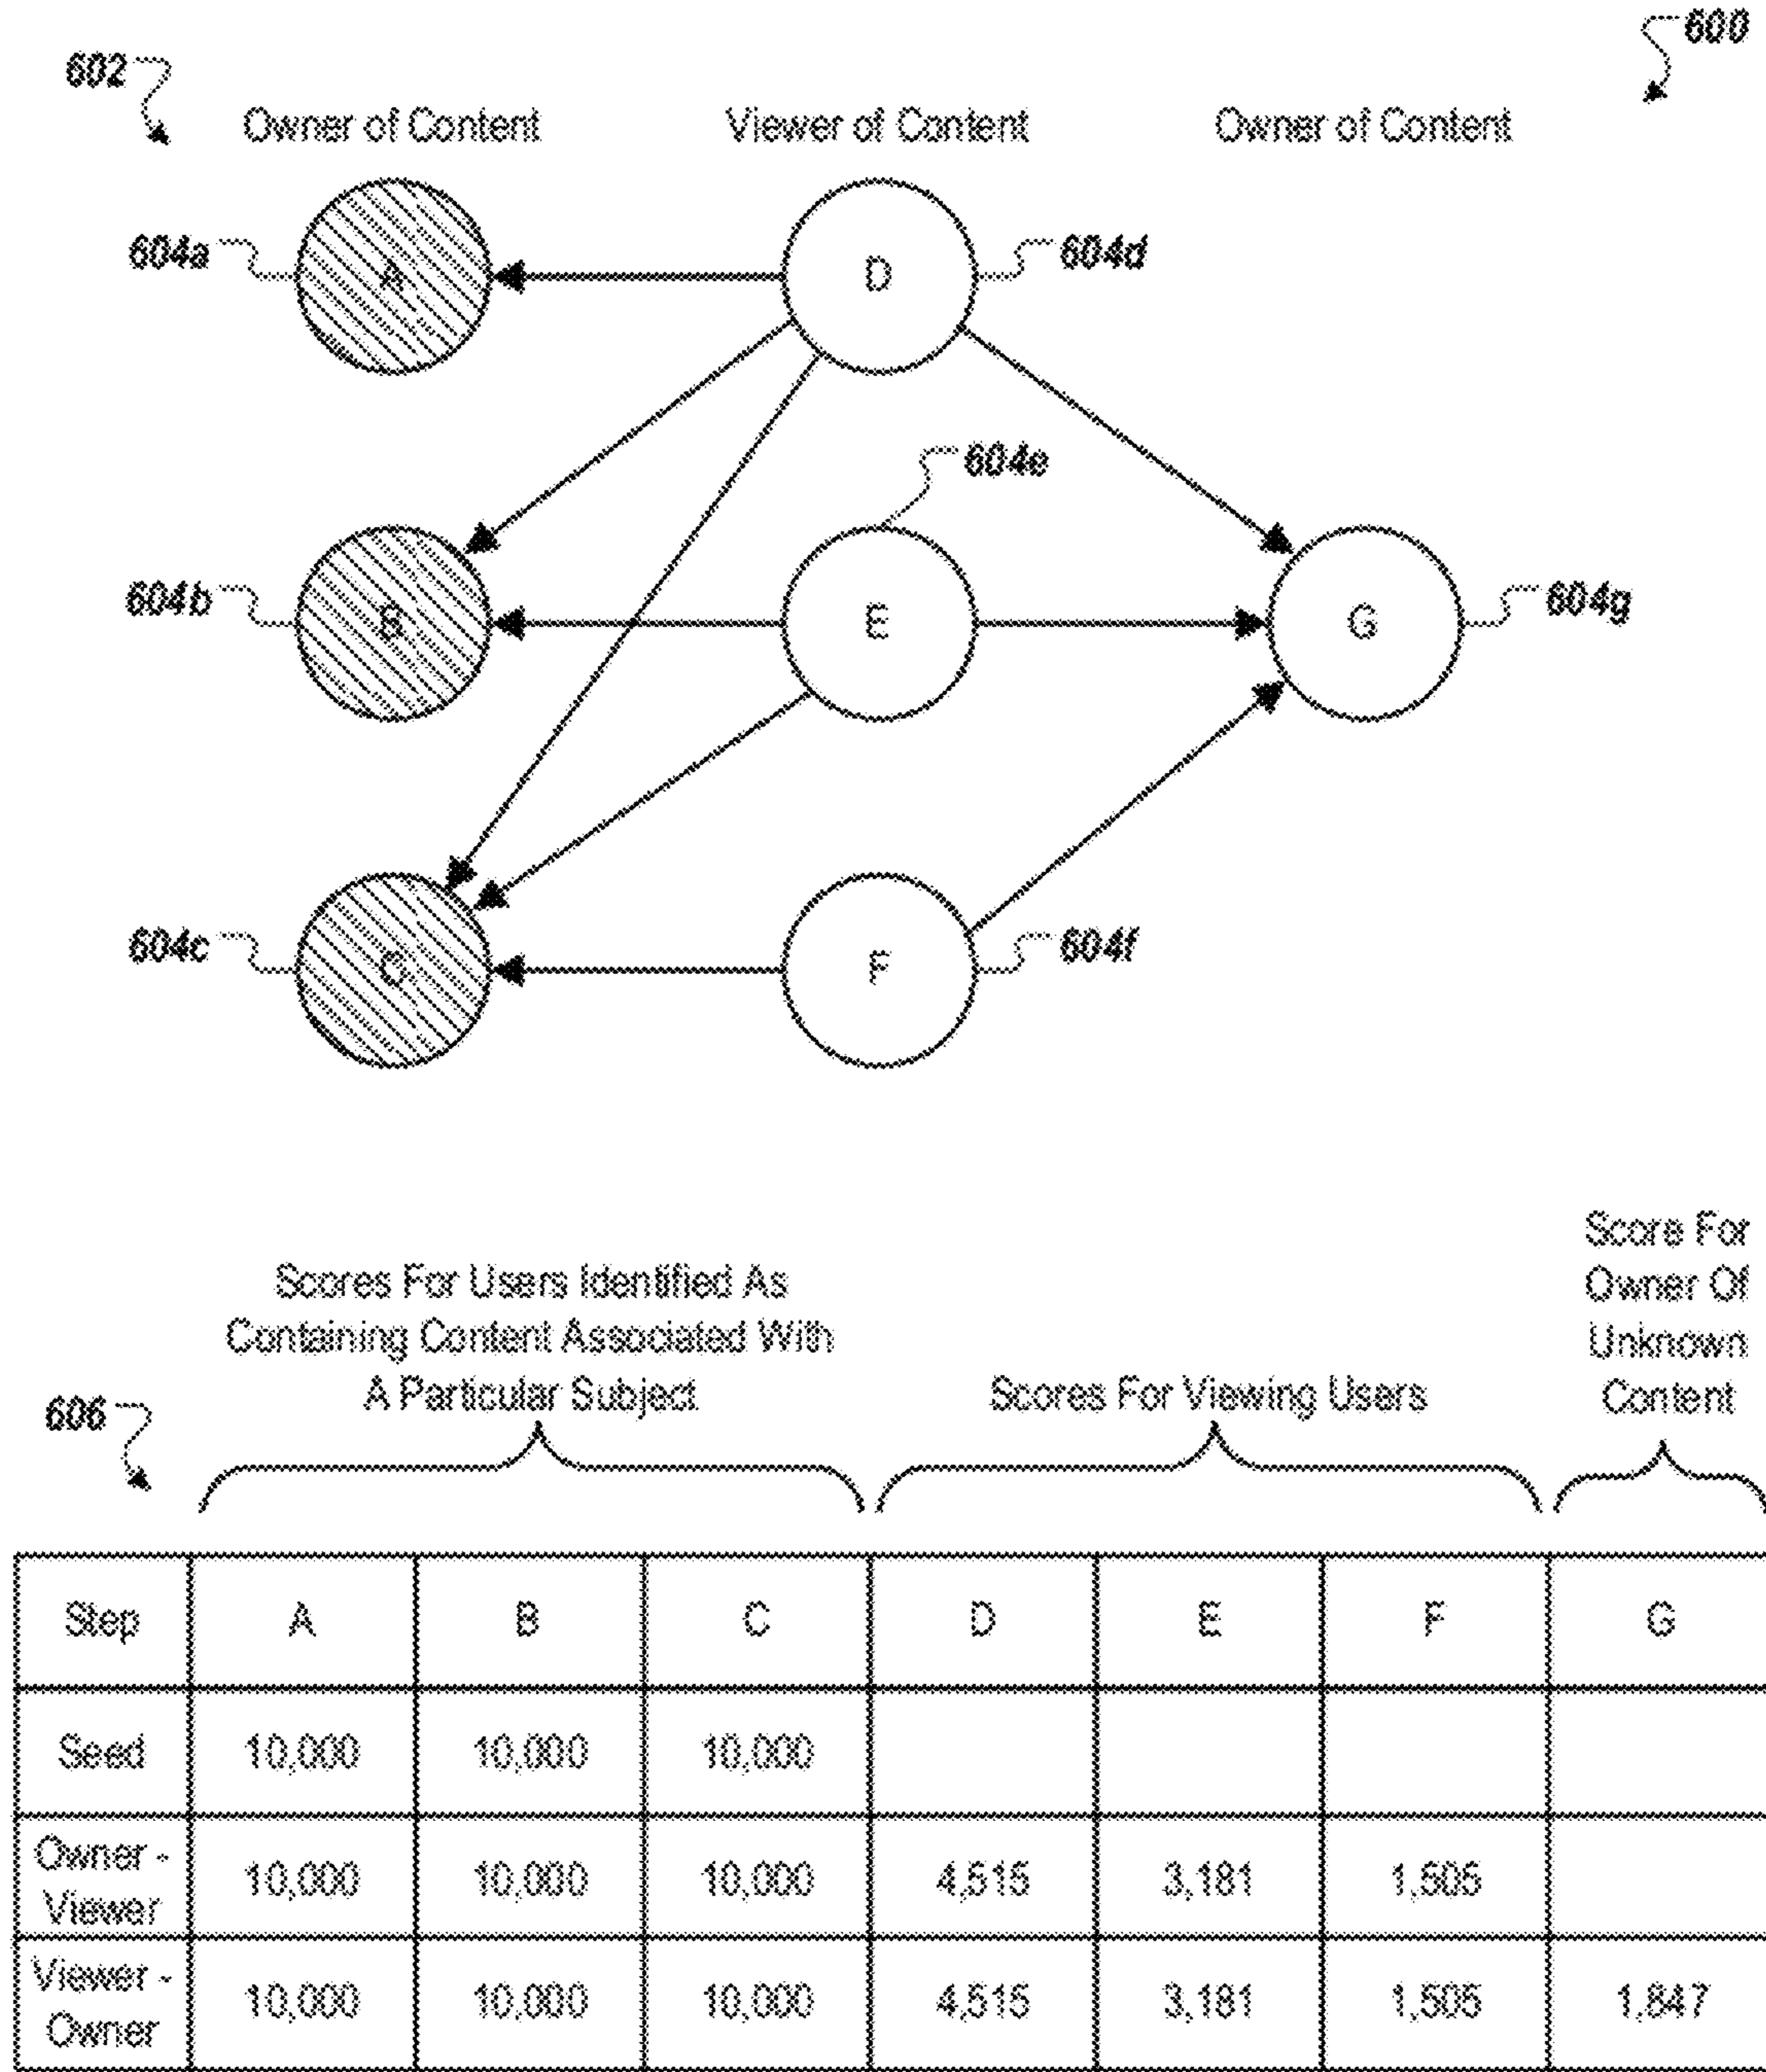 600
602
Owner of Content Viewer of Content Owner of Content
604a A D 604d
604e
604b B E G 604g
604c C F 604f
Score For
Owner Of
Unknown
Content
Scores For Users Identified As
Containing Content Associated With
A Particular Subject
Scores For Viewing Users
606
Step A B C D E F G
Seed 10,000 10,000 10,000
Owner -
Viewer 10,000 10,000 10,000 4,515 3,181 1,505
Viewer -
Owner 10,000 10,000 10,000 4,515 3,181 1,505 1,847